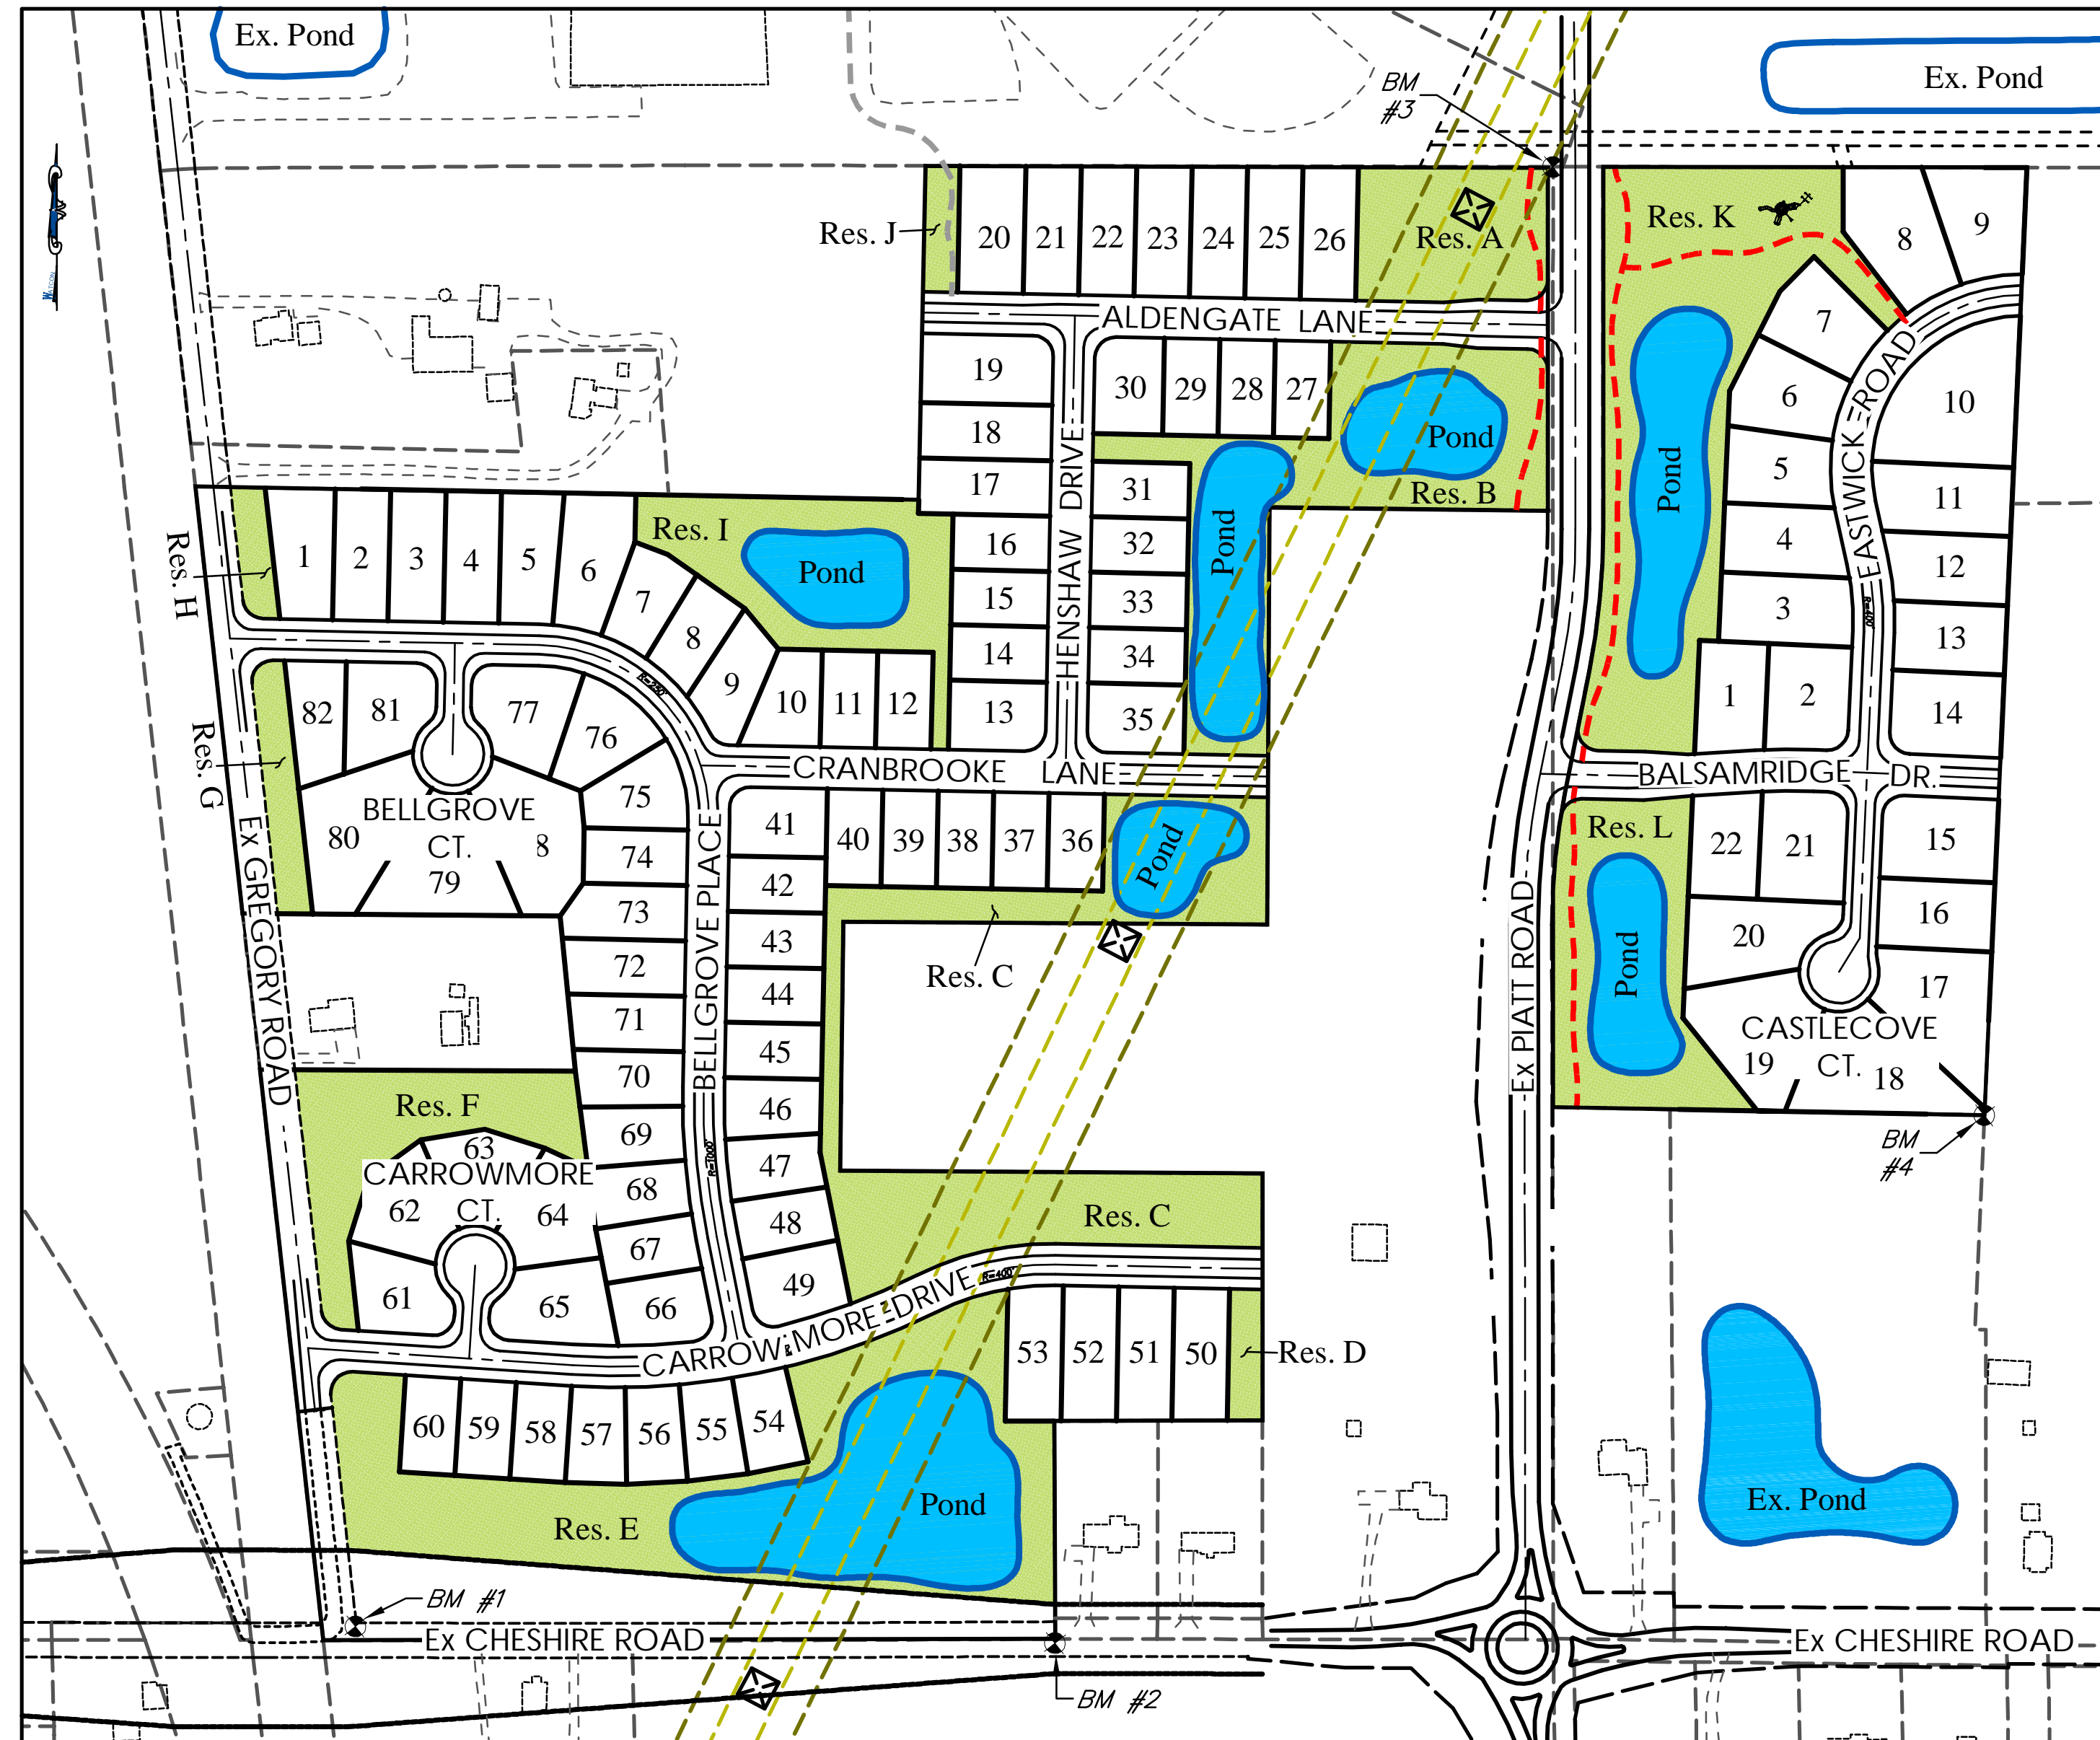 Ex. Pond
Ex. Pond
BM
#3
WATSON
Res. J
20 21 22 23 24 25 26
Res. A
Res. K
8
9
ALDENGATE LANE
7
19
30 29 28 27
6
10
18
Pond
EASTWICK ROAD
HENSHAW DRIVE
17
31
Res. B
Pond
5
11
Res. H
1 2 3 4 5 6
Res. I
Pond
16
32
Pond
4
12
7
15
33
3
R=400'
13
8
14
34
R=250'
9
10 11 12
13
35
1 2
14
Res. G
82 81
77
76
CRANBROOKE LANE
BALSAMRIDGE DR.
75
BELLGROVE
CT.
80
8
79
41
40 39 38 37 36
Pond
Res. L
22 21
15
74
42
Ex GREGORY ROAD
73
43
BELLGROVE PLACE
Res. C
Ex PIATT ROAD
Pond
20
16
72
44
17
71
45
CASTLECOVE
CT.
19
18
70
46
Res. F
69
R=1000'
47
BM
#4
63
CARROWMORE
CT.
62
64
68
48
Res. C
67
49
61
65
66
CARROWMORE DRIVE
R=400'
53 52 51 50
Res. D
60 59 58 57 56 55 54
Pond
Res. E
Ex. Pond
BM #1
Ex CHESHIRE ROAD
Ex CHESHIRE ROAD
BM #2